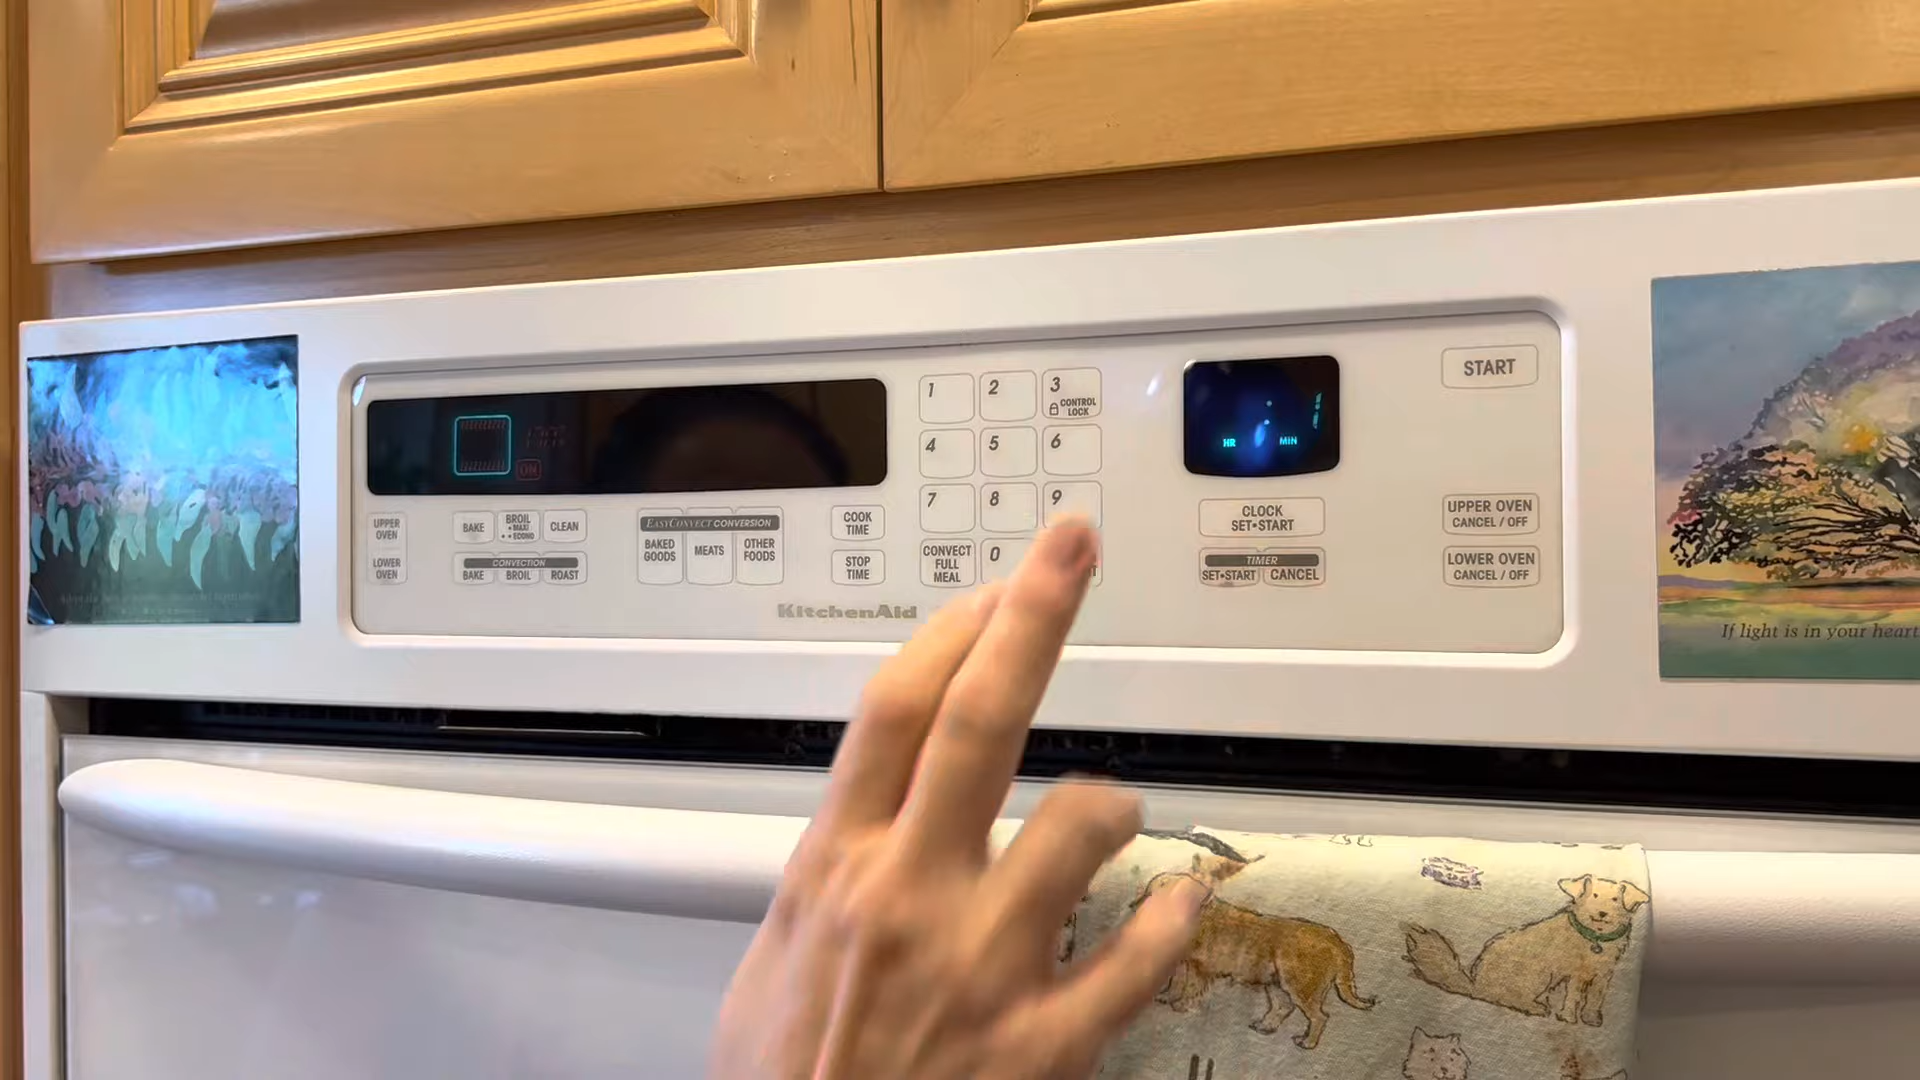 1
2
3
CONTROL
LOCK
4
5
6
7
8
9
CONVECT
FULL
MEAL
0
UPPER
OVEN
LOWER
OVEN
BAKE
BROIL
• MAXI
• • ECONO
CLEAN
CONVECTION
BAKE
BROIL
ROAST
EASYCONVECT CONVERSION
BAKED
GOODS
MEATS
OTHER
FOODS
COOK
TIME
STOP
TIME
KitchenAid
ON
HR
MIN
CLOCK
SET•START
TIMER
SET•START
CANCEL
START
UPPER OVEN
CANCEL / OFF
LOWER OVEN
CANCEL / OFF
If light is in your heart